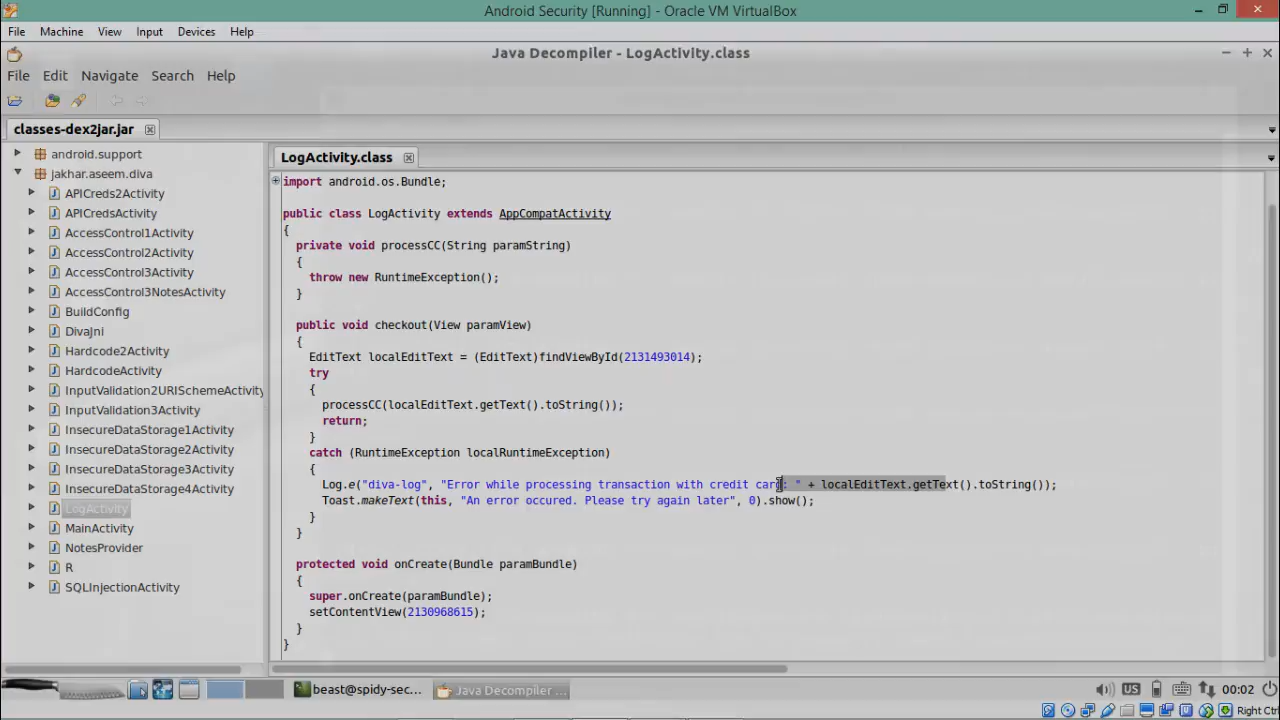 Android Security [Running] - Oracle VM VirtualBox
File Machine View Input Devices Help
Java Decompiler - LogActivity.class
File Edit Navigate Search Help
classes-dex2jar.jar
android.support
jakhar.aseem.diva
APICreds2Activity
APICredsActivity
AccessControl1Activity
AccessControl2Activity
AccessControl3Activity
AccessControl3NotesActivity
BuildConfig
DivaJni
Hardcode2Activity
HardcodeActivity
InputValidation2URISchemeActivity
InputValidation3Activity
InsecureDataStorage1Activity
InsecureDataStorage2Activity
InsecureDataStorage3Activity
InsecureDataStorage4Activity
LogActivity
MainActivity
NotesProvider
R
SQLInjectionActivity
LogActivity.class
import android.os.Bundle;
public class LogActivity extends AppCompatActivity
{
private void processCC(String paramString)
{
throw new RuntimeException();
}
public void checkout(View paramView)
{
EditText localEditText = (EditText)findViewById(2131493014);
try
{
processCC(localEditText.getText().toString());
return;
}
catch (RuntimeException localRuntimeException)
{
Log.e("diva-log", "Error while processing transaction with credit card: " + localEditText.getText().toString());
Toast.makeText(this, "An error occured. Please try again later", 0).show();
}
}
protected void onCreate(Bundle paramBundle)
{
super.onCreate(paramBundle);
setContentView(2130968615);
}
}
beast@spidy-sec... Java Decompiler ... US 00:02
Right Ctrl